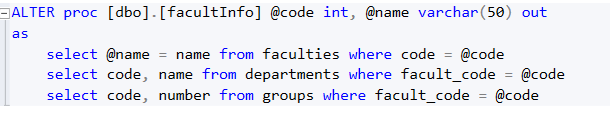 ALTER proc [dbo].[facultInfo] @code int, @name varchar(50) out
as
select @name = name from faculties where code = @code
select code, name from departments where facult_code = @code
select code, number from groups where facult_code = @code